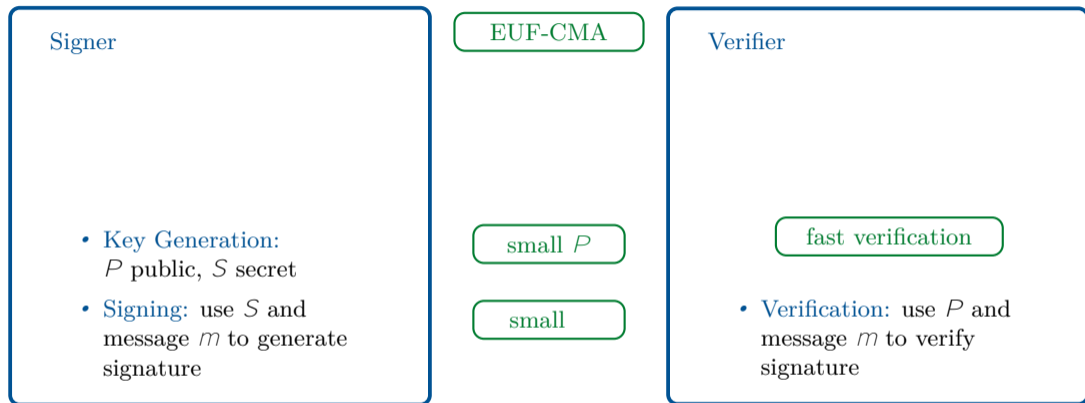 Signer
• Key Generation:
P public, S secret
• Signing: use S and
message m to generate
signature
EUF-CMA
small P
small
Verifier
fast verification
• Verification: use P and
message m to verify
signature